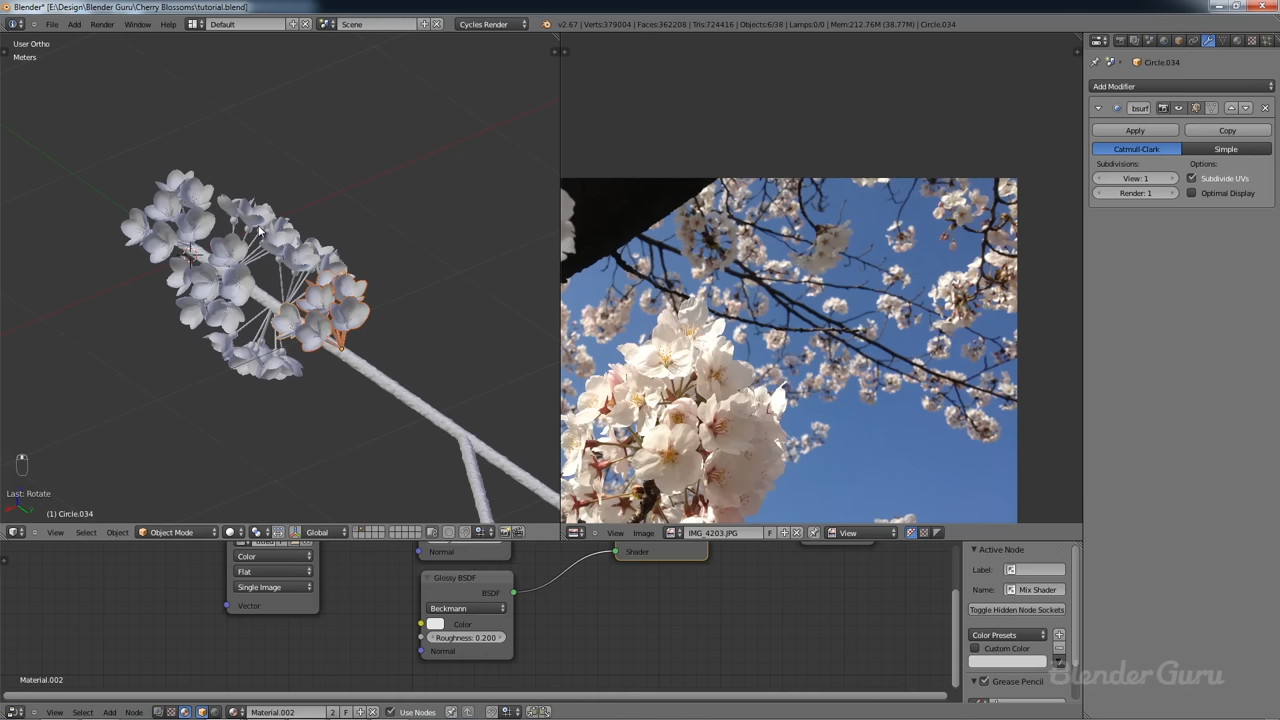 Blender* [E:\Design\Blender Guru\Cherry Blossoms\tutorial.blend]
File Add Render Window Help Default Scene Cycles Render v2.67 | Verts:379004 | Faces:362208 | Tris:724416 | Objects:6/38 | Lamps:0/0 | Mem:212.76M (38.77M) | Circle.034
User Ortho
Meters
Circle.034
Add Modifier
bsurf
Apply Copy
Catmull-Clark Simple
Subdivisions: Options:
View: 1 Subdivide UVs
Render: 1 Optimal Display
Last: Rotate
(1) Circle.034
View Select Object Object Mode Global
View Image IMG_4203.JPG F View
Color
Flat
Single Image
Vector
Normal
Glossy BSDF
BSDF
Beckmann
Color
Roughness: 0.200
Normal
Shader
Active Node
Label:
Name: Mix Shader
Toggle Hidden Node Sockets
Color Presets
Custom Color
Grease Pencil
BlenderGuru
Material.002
View Select Add Node Material.002 2 F Use Nodes